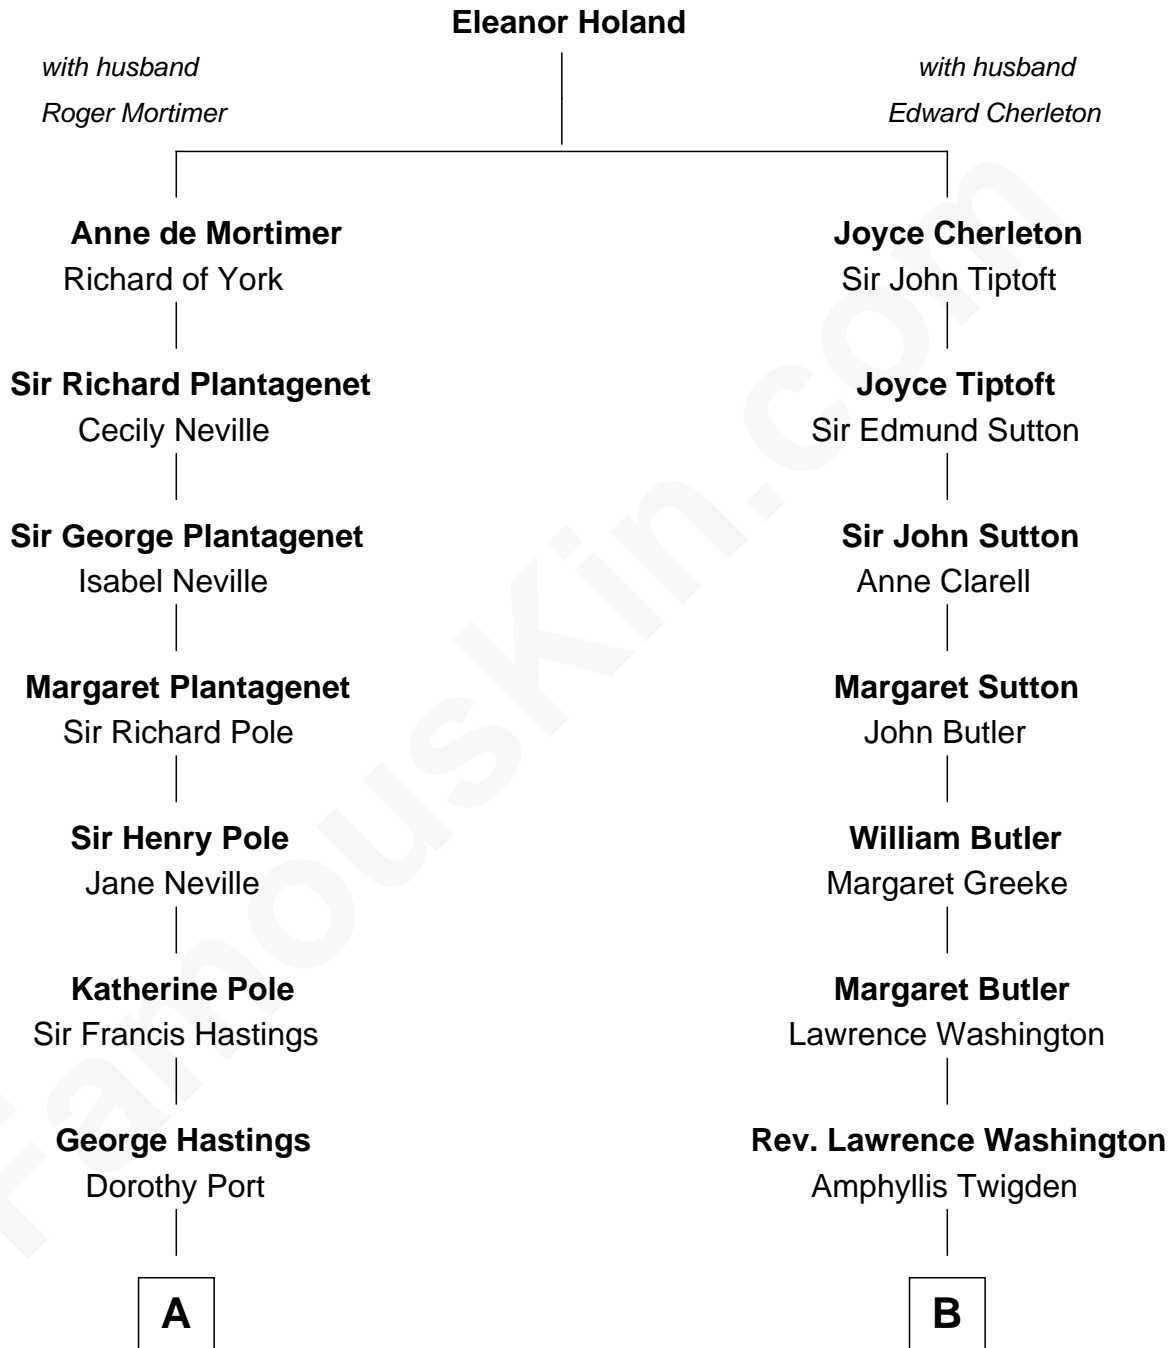 Eleanor Holand
with husband
Roger Mortimer
with husband
Edward Cherleton
Anne de Mortimer
Richard of York
Joyce Cherleton
Sir John Tiptoft
Sir Richard Plantagenet
Cecily Neville
Joyce Tiptoft
Sir Edmund Sutton
Sir George Plantagenet
Isabel Neville
Sir John Sutton
Anne Clarell
Margaret Plantagenet
Sir Richard Pole
Margaret Sutton
John Butler
Sir Henry Pole
Jane Neville
William Butler
Margaret Greeke
Katherine Pole
Sir Francis Hastings
Margaret Butler
Lawrence Washington
George Hastings
Dorothy Port
Rev. Lawrence Washington
Amphyllis Twigden
A
B
FamousKin.com